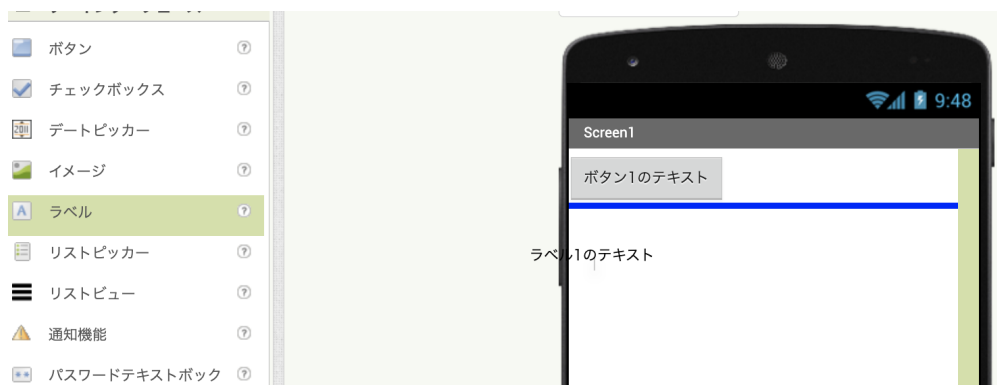 ボタン
チェックボックス
デートピッカー
イメージ
ラベル
リストピッカー
リストビュー
通知機能
パスワードテキストボック
9:48
Screen1
ボタン1のテキスト
ラベル1のテキスト